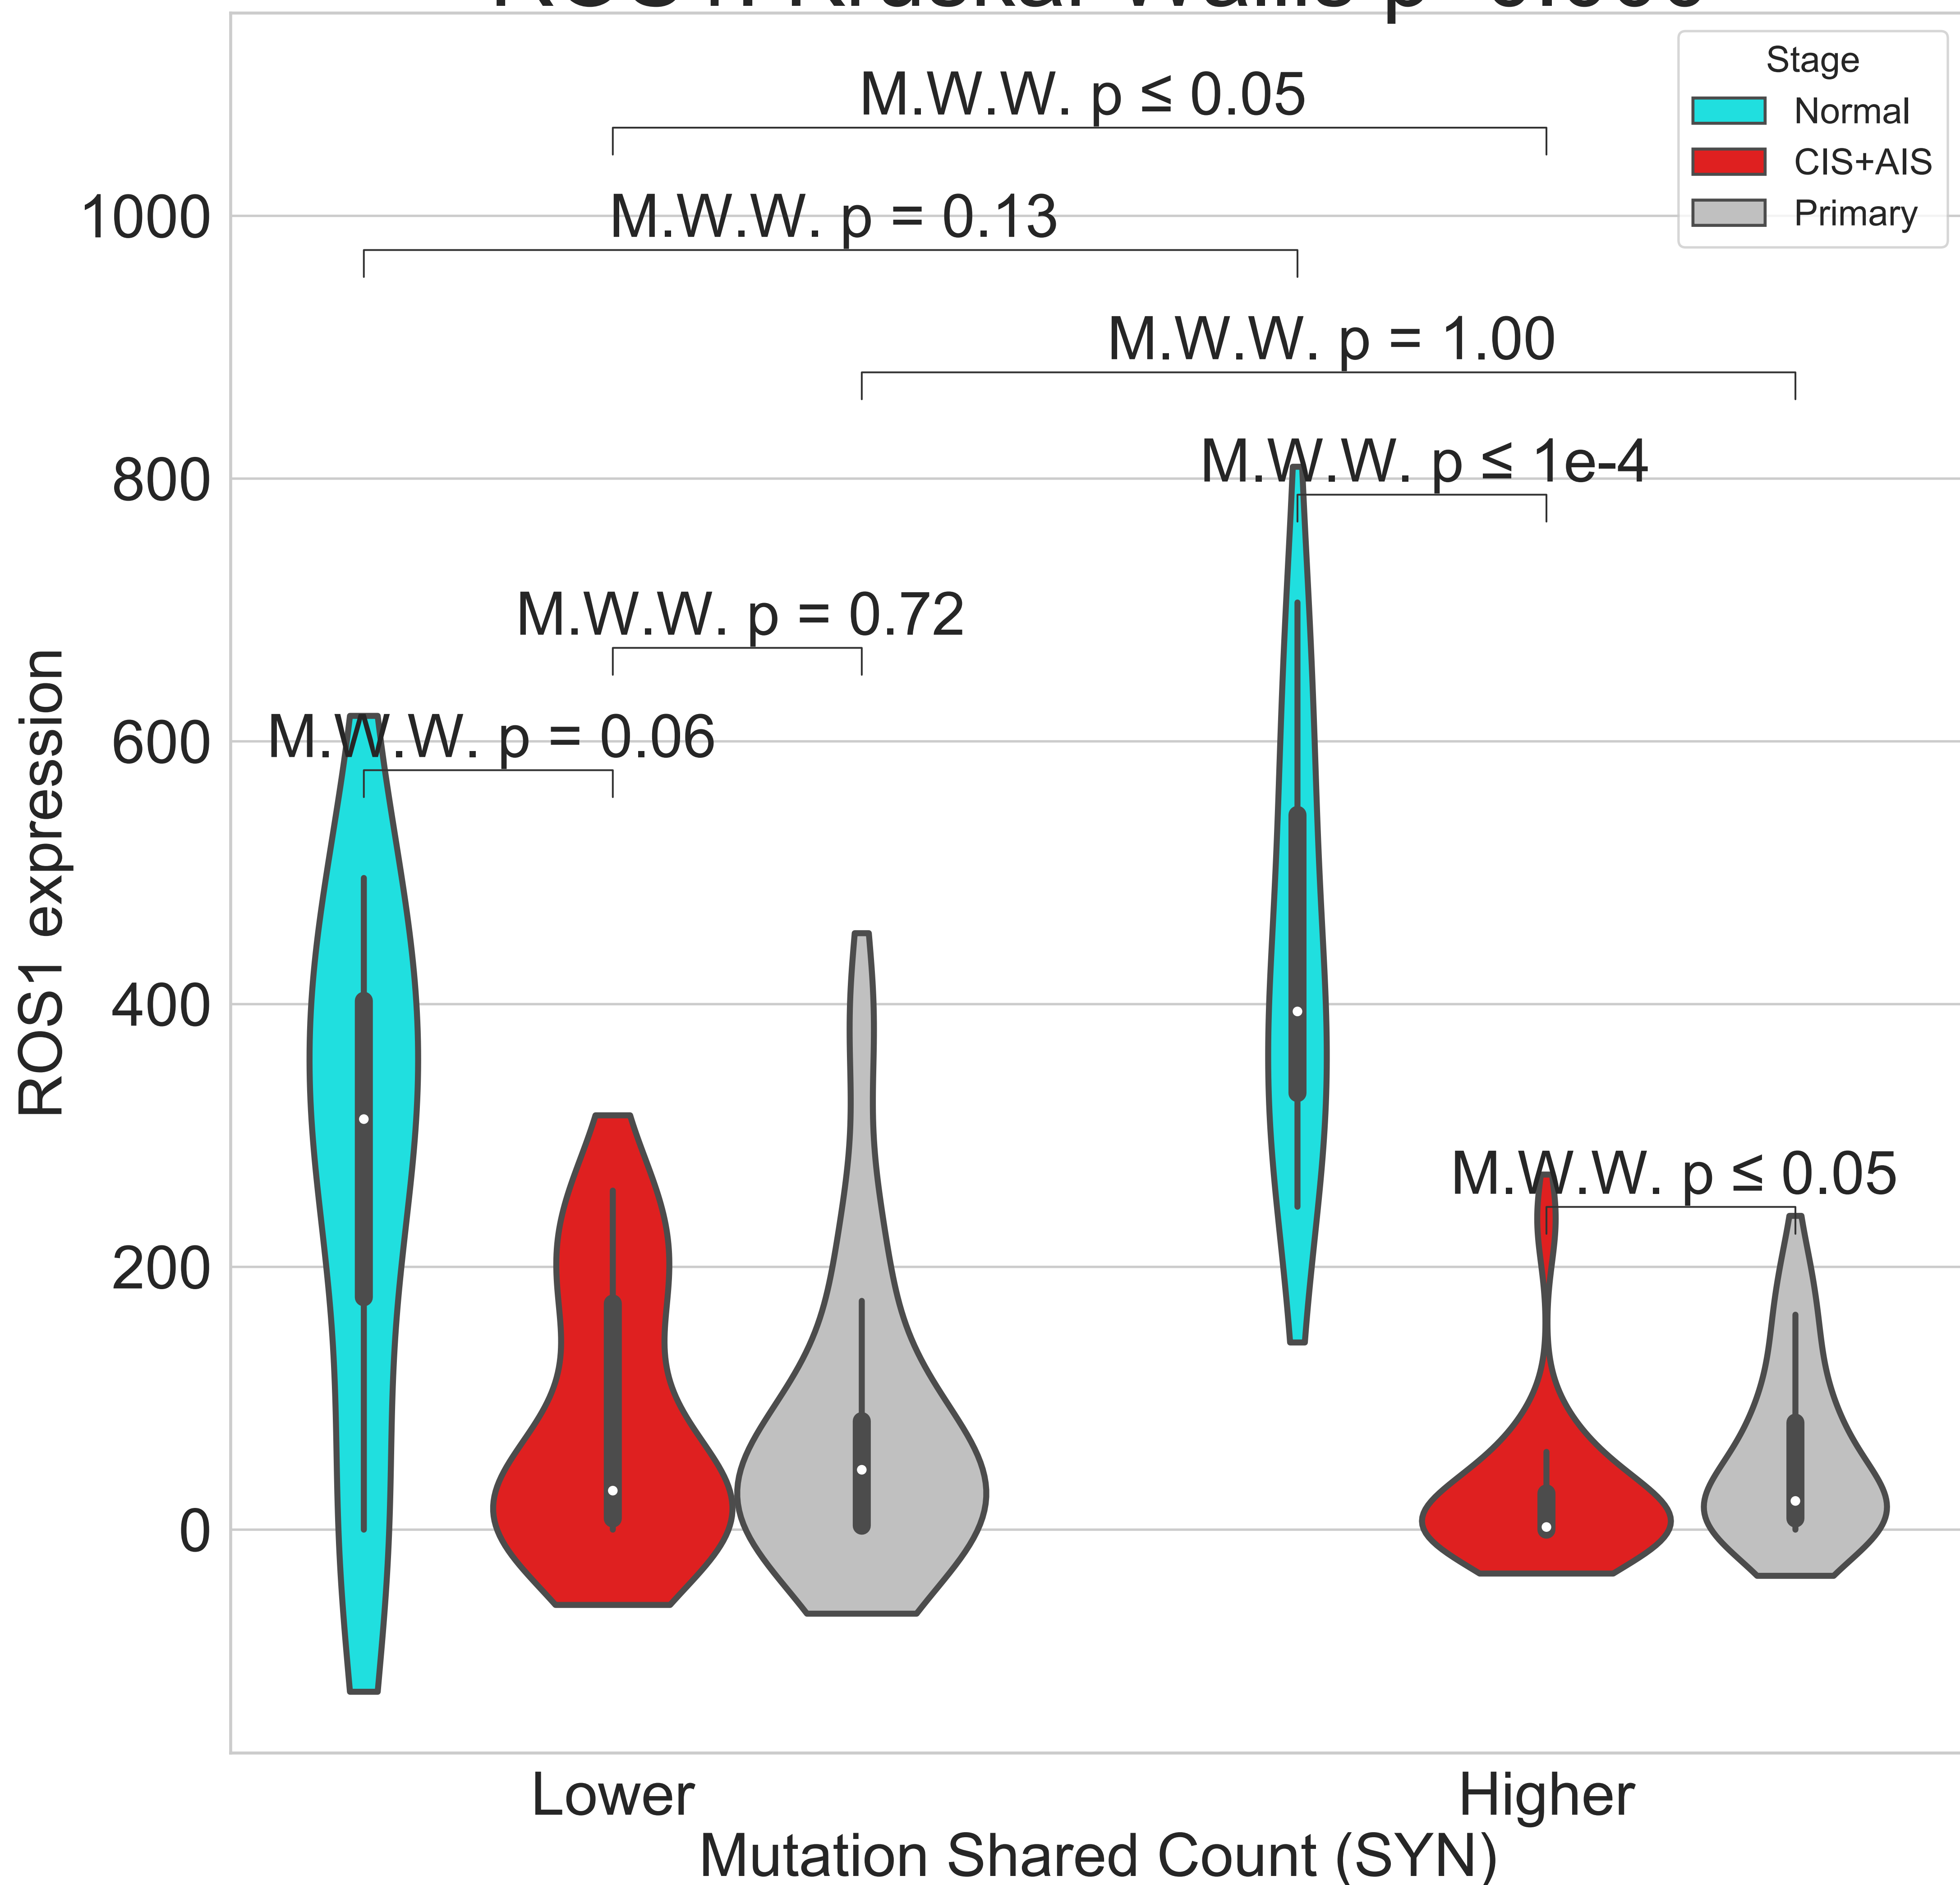 Stage
Normal
CIS+AIS
Primary
M.W.W. p ≤ 0.05
M.W.W. p = 0.13
M.W.W. p = 1.00
M.W.W. p ≤ 1e-4
M.W.W. p = 0.72
M.W.W. p = 0.06
M.W.W. p ≤ 0.05
1000
800
600
400
200
0
ROS1 expression
Lower
Higher
Mutation Shared Count (SYN)